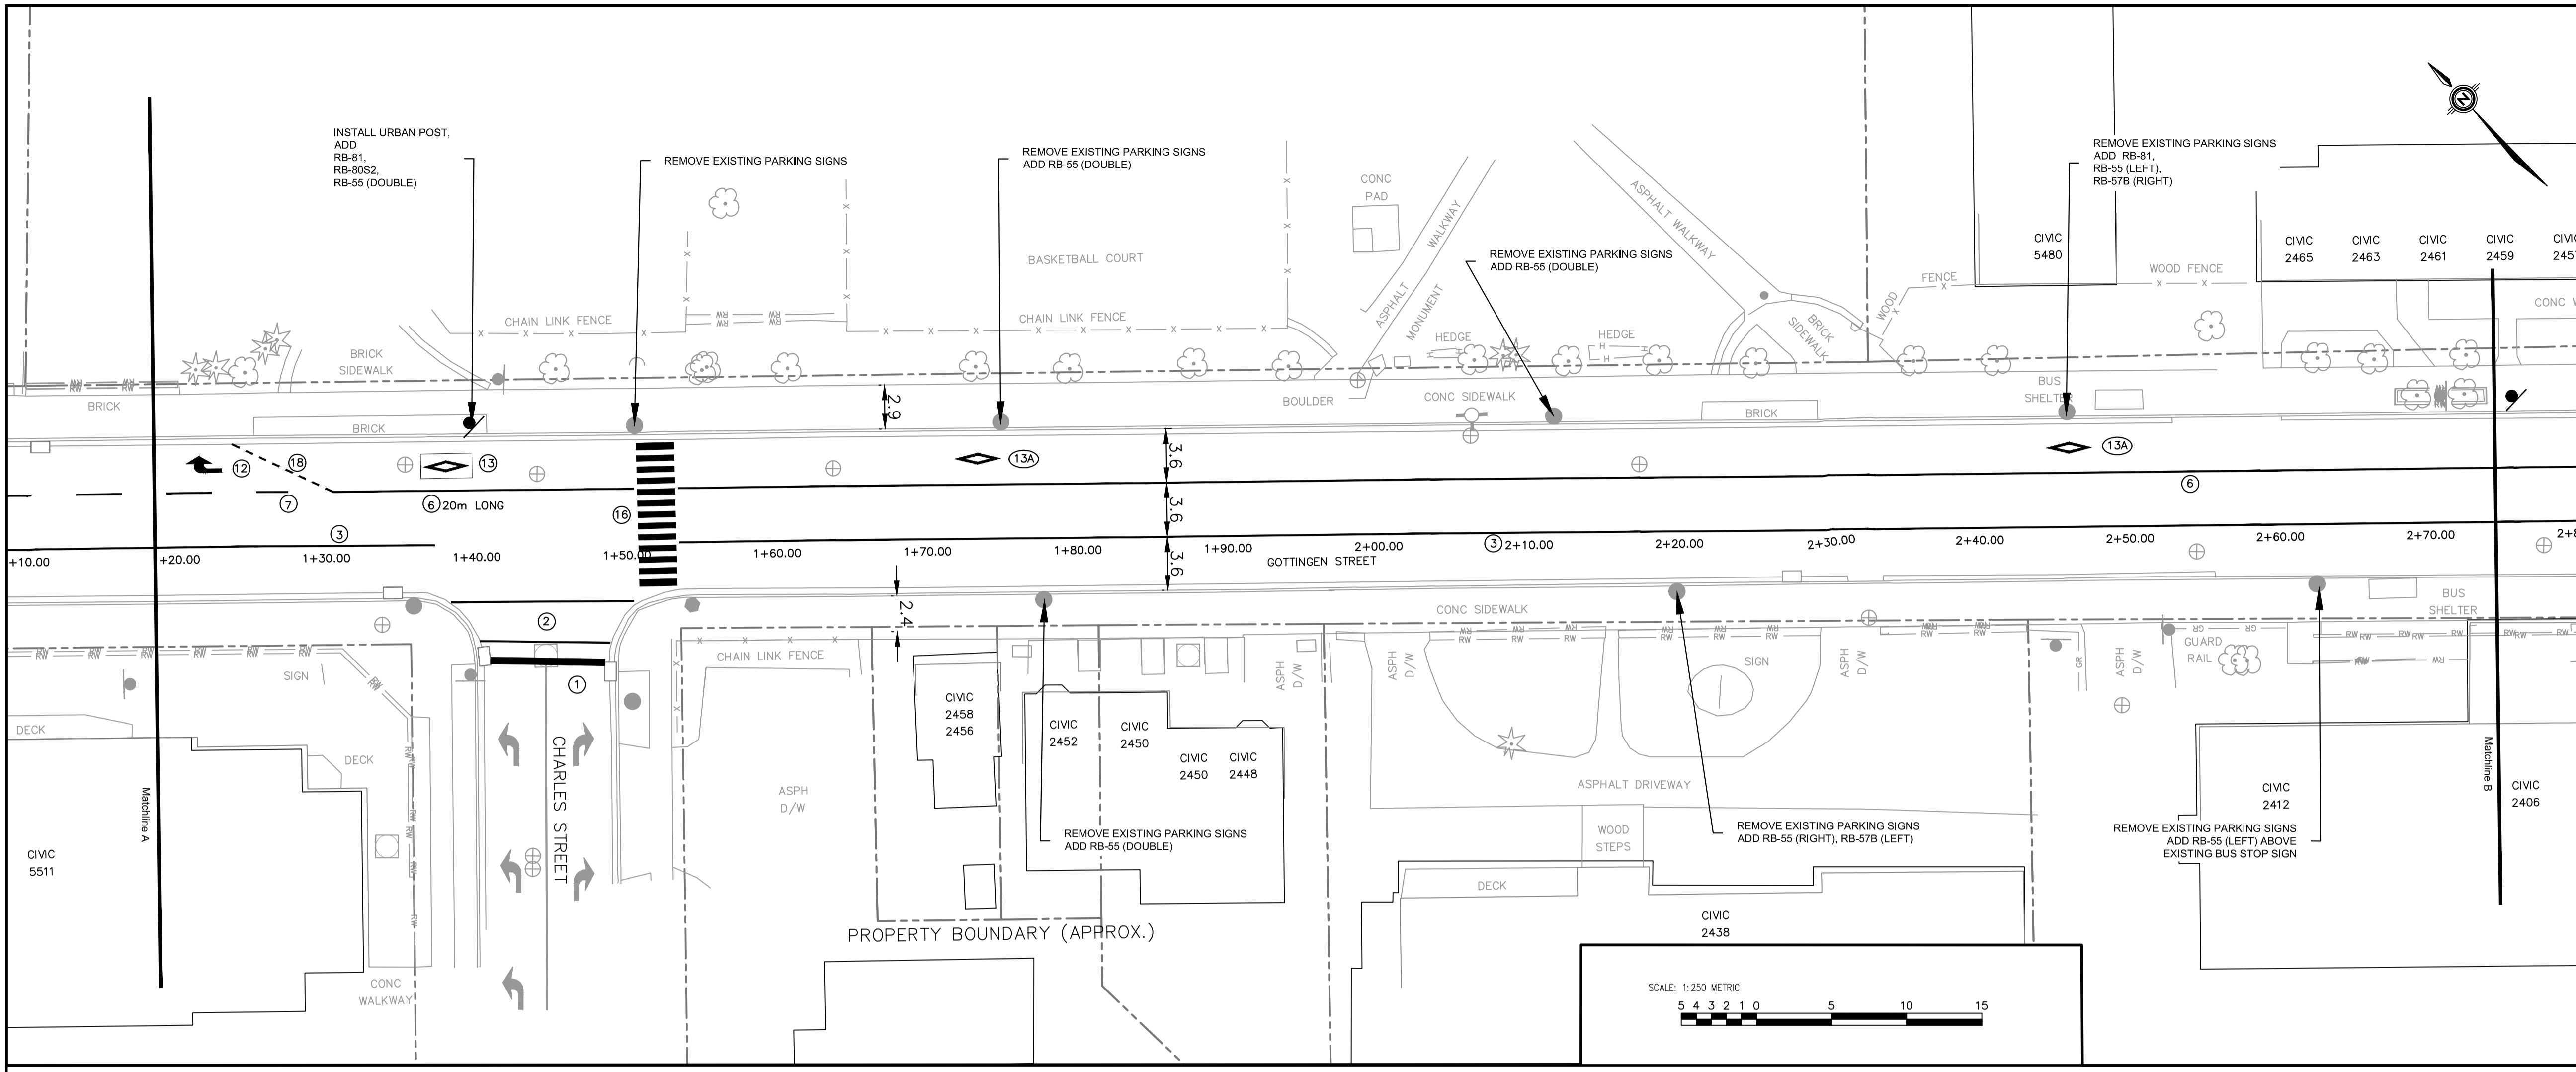 INSTALL URBAN POST,
ADD
RB-81,
RB-80S2,
RB-55 (DOUBLE)
REMOVE EXISTING PARKING SIGNS
REMOVE EXISTING PARKING SIGNS
ADD RB-55 (DOUBLE)
REMOVE EXISTING PARKING SIGNS
ADD RB-55 (DOUBLE)
REMOVE EXISTING PARKING SIGNS
ADD RB-81,
RB-55 (LEFT),
RB-57B (RIGHT)
N
CONC
PAD
ASPHALT
WALKWAY
ASPHALT WALKWAY
MONUMENT
BASKETBALL COURT
CHAIN LINK FENCE
CHAIN LINK FENCE
HEDGE
HEDGE
BRICK
SIDEWALK
WOOD
FENCE
CIVIC
5480
WOOD FENCE
CIVIC
2465
CIVIC
2463
CIVIC
2461
CIVIC
2459
CIVIC
2457
CONC W
BRICK
SIDEWALK
BRICK
BRICK
BOULDER
CONC SIDEWALK
BRICK
BUS
SHELTER
2.9
12
18
13
13A
13A
7
6 20m LONG
16
3
3.6
3.6
3.6
6
3
+10.00
+20.00
1+30.00
1+40.00
1+50.00
1+60.00
1+70.00
1+80.00
1+90.00
2+00.00
2+10.00
2+20.00
2+30.00
2+40.00
2+50.00
2+60.00
2+70.00
2+8
GOTTINGEN STREET
2.4
CONC SIDEWALK
BUS
SHELTER
2
1
SIGN
DECK
DECK
CHAIN LINK FENCE
ASPH
D/W
ASPH
D/W
SIGN
ASPH
D/W
GR
ASPH
D/W
GR
GR
GUARD
RAIL
CIVIC
2458
2456
CIVIC
2452
CIVIC
2450
CIVIC
2450
CIVIC
2448
CHARLES STREET
Matchline A
Matchline B
ASPH
D/W
ASPHALT DRIVEWAY
WOOD
STEPS
DECK
CIVIC
5511
CONC
WALKWAY
REMOVE EXISTING PARKING SIGNS
ADD RB-55 (DOUBLE)
REMOVE EXISTING PARKING SIGNS
ADD RB-55 (RIGHT), RB-57B (LEFT)
REMOVE EXISTING PARKING SIGNS
ADD RB-55 (LEFT) ABOVE
EXISTING BUS STOP SIGN
CIVIC
2412
CIVIC
2406
CIVIC
2438
PROPERTY BOUNDARY (APPROX.)
SCALE: 1:250 METRIC
5 4 3 2 1 0 5 10 15